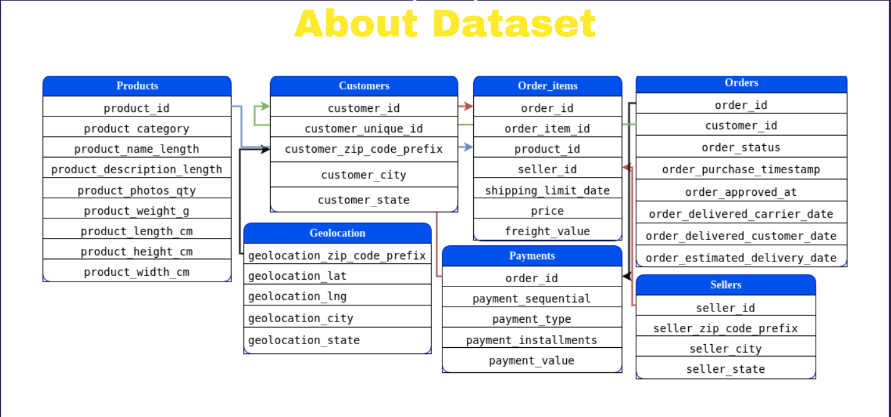 About Dataset
Products
product_id
product category
product_name_length
product_description_length
product_photos_qty
product_weight_g
product_length_cm
product_height_cm
product_width_cm
Customers
customer_id
customer_unique_id
customer_zip_code_prefix
customer_city
customer_state
Order_items
order_id
order_item_id
product_id
seller_id
shipping_limit_date
price
freight_value
Orders
order_id
customer_id
order_status
order_purchase_timestamp
order_approved_at
order_delivered_carrier_date
order_delivered_customer_date
order_estimated_delivery_date
Geolocation
geolocation_zip_code_prefix
geolocation_lat
geolocation_lng
geolocation_city
geolocation_state
Payments
order_id
payment_sequential
payment_type
payment_installments
payment_value
Sellers
seller_id
seller_zip_code_prefix
seller_city
seller_state